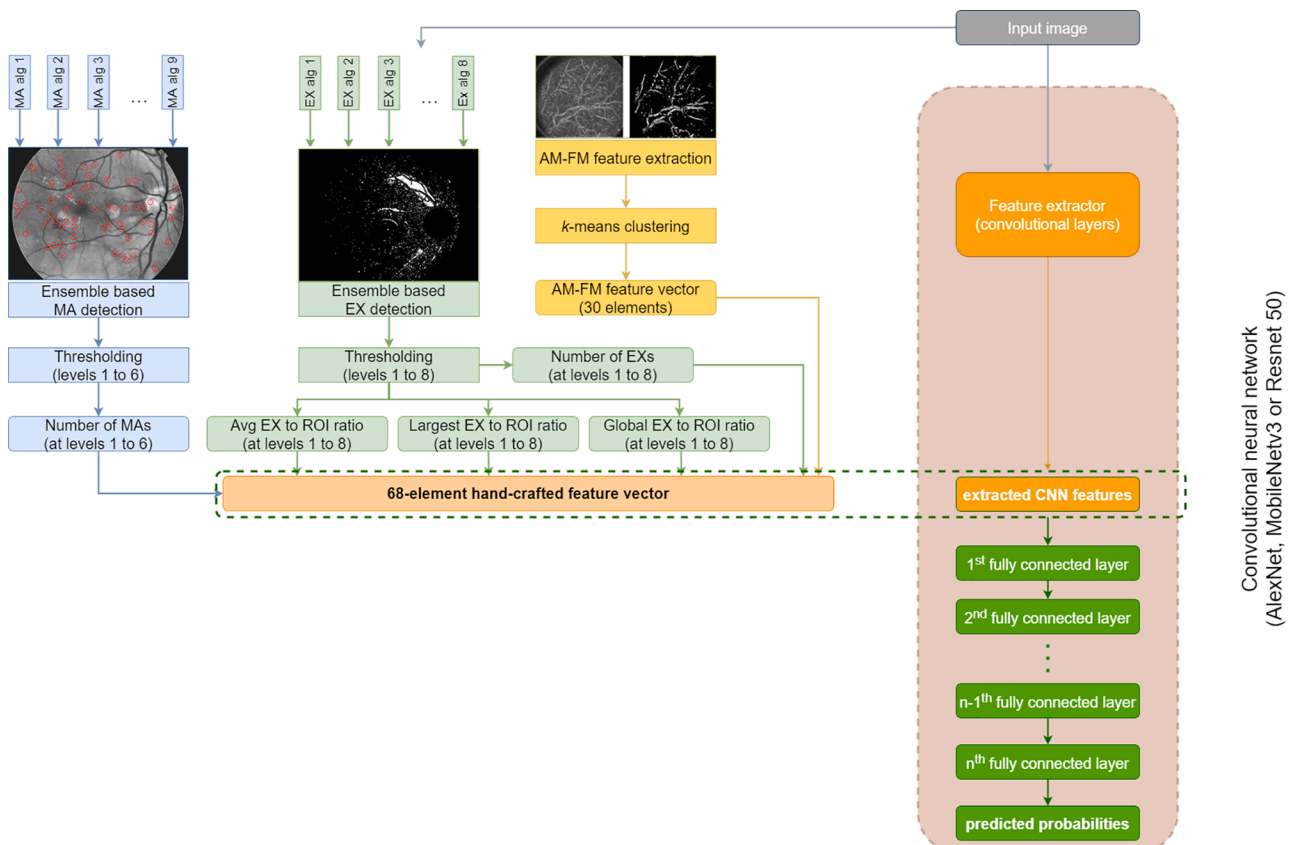 Input image
MA alg 1
MA alg 2
MA alg 3
...
MA alg 9
EX alg 1
EX alg 2
EX alg 3
...
Ex alg 8
Ensemble based
MA detection
Thresholding
(levels 1 to 6)
Number of MAs
(at levels 1 to 6)
Ensemble based
EX detection
Thresholding
(levels 1 to 8)
Number of EXs
(at levels 1 to 8)
Avg EX to ROI ratio
(at levels 1 to 8)
Largest EX to ROI ratio
(at levels 1 to 8)
Global EX to ROI ratio
(at levels 1 to 8)
AM-FM feature extraction
k-means clustering
AM-FM feature vector
(30 elements)
68-element hand-crafted feature vector
Feature extractor
(convolutional layers)
extracted CNN features
1st fully connected layer
2nd fully connected layer
n-1th fully connected layer
nth fully connected layer
predicted probabilities
Convolutional neural network
(AlexNet, MobileNetv3 or Resnet 50)